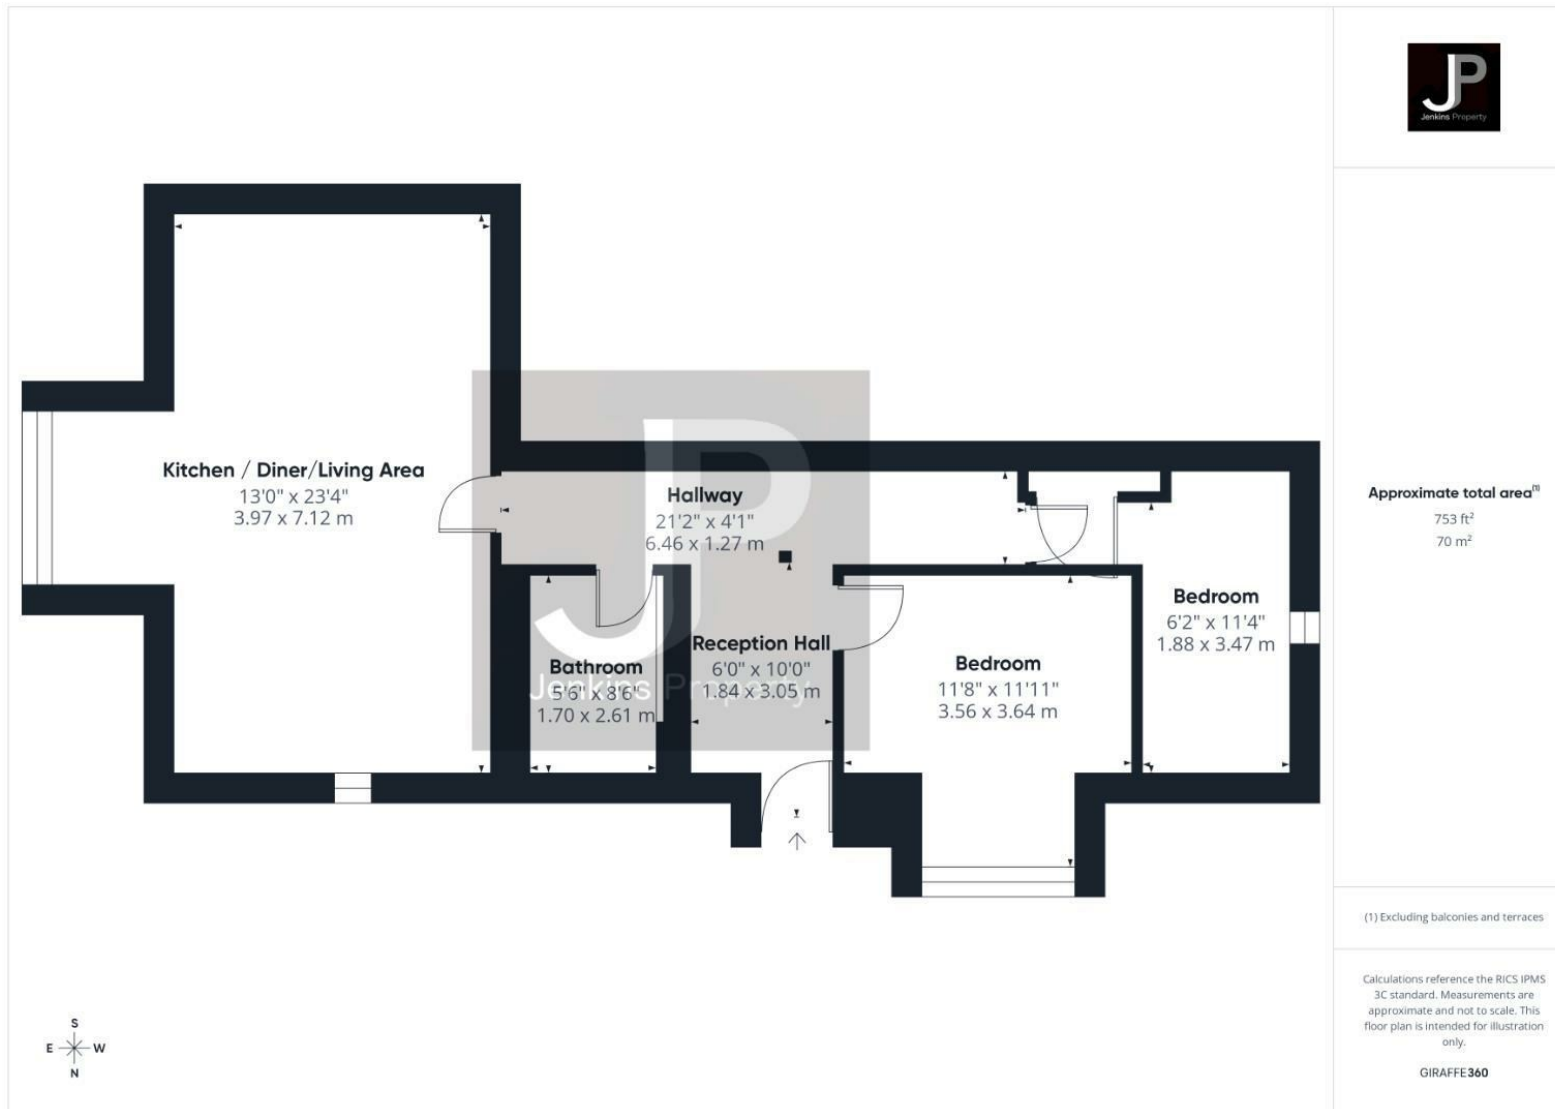 JP
Jenkins Property
Kitchen / Diner/Living Area
13'0" x 23'4"
3.97 x 7.12 m
Hallway
21'2" x 4'1"
6.46 x 1.27 m
JP
Jenkins Property
Reception Hall
6'0" x 10'0"
1.84 x 3.05 m
Bathroom
5'6" x 8'6"
1.70 x 2.61 m
Bedroom
11'8" x 11'11"
3.56 x 3.64 m
Bedroom
6'2" x 11'4"
1.88 x 3.47 m
Approximate total area(1)
753 ft²
70 m²
(1) Excluding balconies and terraces
Calculations reference the RICS IPMS
3C standard. Measurements are
approximate and not to scale. This
floor plan is intended for illustration
only.
GIRAFFE360
S
E W
N